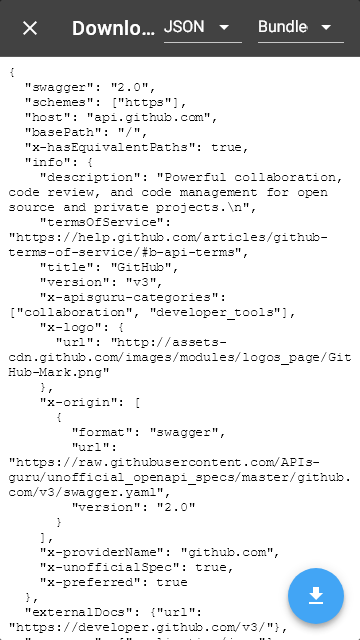 Downlo... JSON Bundle
{
"swagger": "2.0",
"schemes": ["https"],
"host": "api.github.com",
"basePath": "/",
"x-hasEquivalentPaths": true,
"info": {
"description": "Powerful collaboration,
code review, and code management for open
source and private projects.\n",
"termsOfService":
"https://help.github.com/articles/github-
terms-of-service/#b-api-terms",
"title": "GitHub",
"version": "v3",
"x-apisguru-categories":
["collaboration", "developer_tools"],
"x-logo": {
"url": "http://assets-
cdn.github.com/images/modules/logos_page/Git
Hub-Mark.png"
},
"x-origin": [
{
"format": "swagger",
"url":
"https://raw.githubusercontent.com/APIs-
guru/unofficial_openapi_specs/master/github.
com/v3/swagger.yaml",
"version": "2.0"
}
],
"x-providerName": "github.com",
"x-unofficialSpec": true,
"x-preferred": true
},
"externalDocs": {"url":
"https://developer.github.com/v3/"},